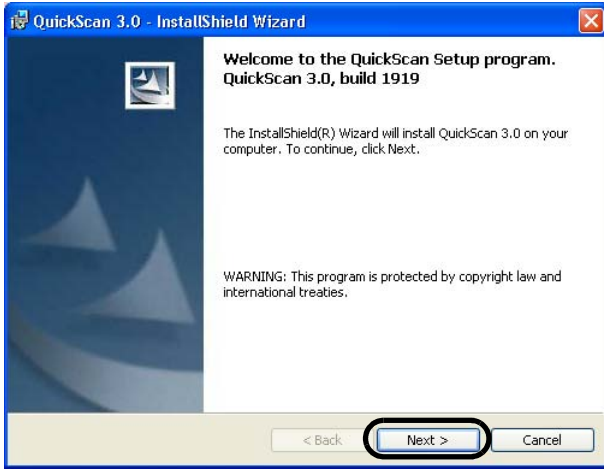 QuickScan 3.0 - InstallShield Wizard
Welcome to the QuickScan Setup program.
QuickScan 3.0, build 1919
The InstallShield(R) Wizard will install QuickScan 3.0 on your
computer. To continue, click Next.
WARNING: This program is protected by copyright law and
international treaties.
< Back
Next >
Cancel